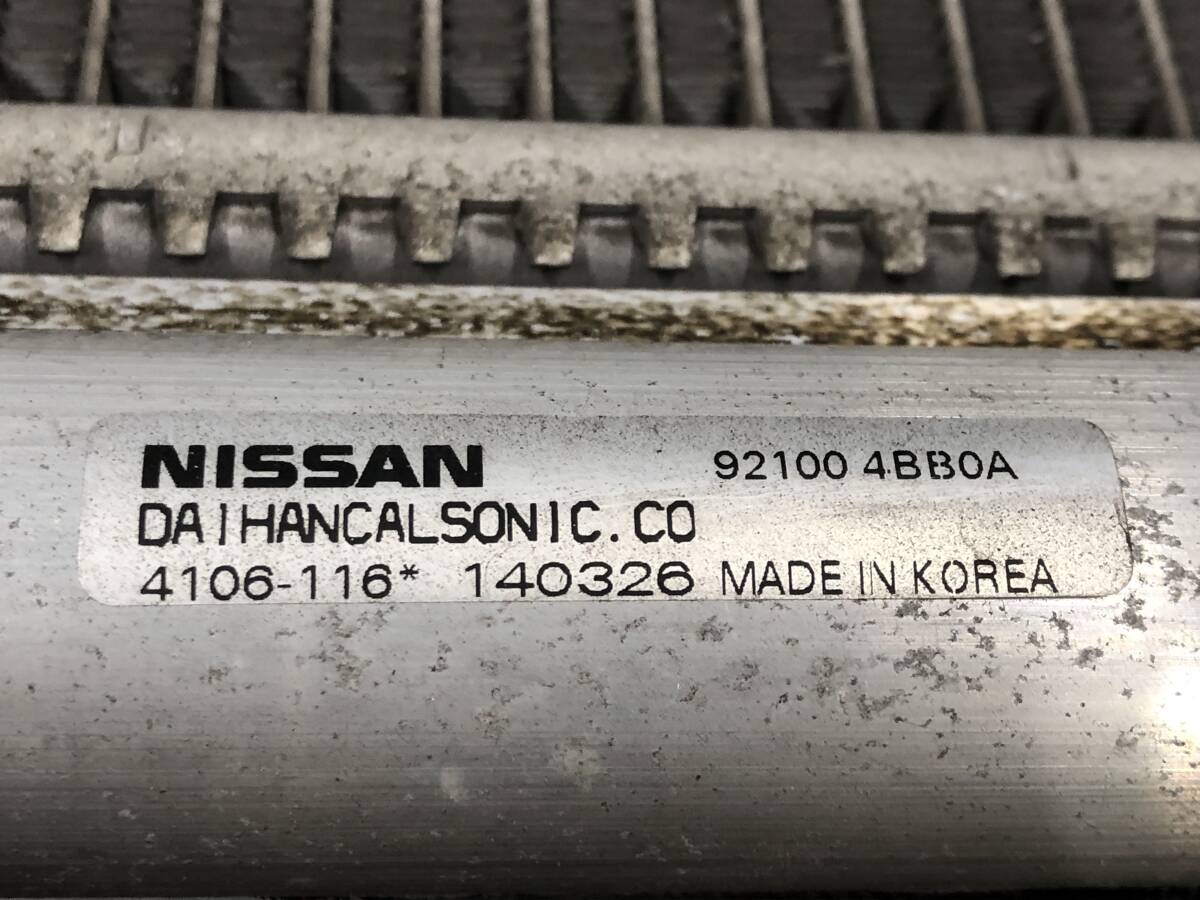 NISSAN 92100 4BB0A
DAIHANCALSONIC.CO
4106-116* 140326 MADE IN KOREA